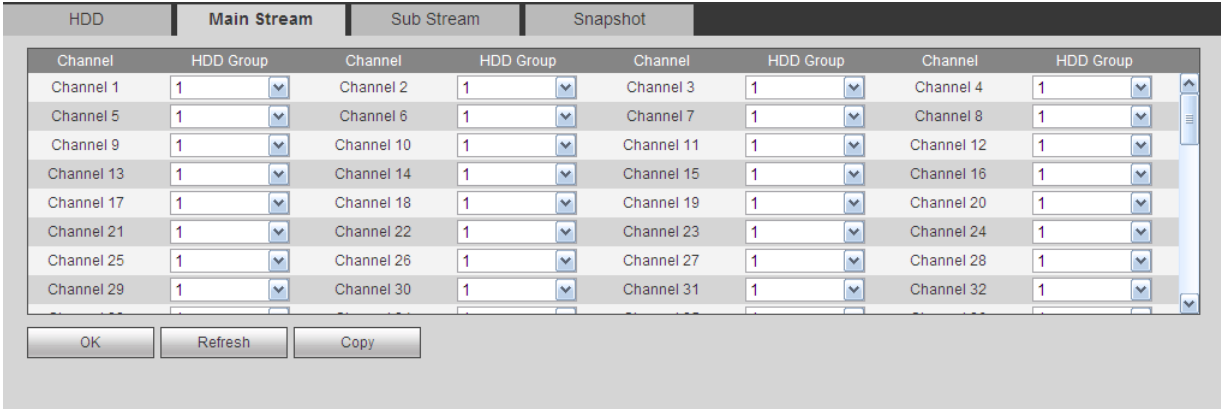 HDD Main Stream Sub Stream Snapshot
Channel HDD Group Channel HDD Group Channel HDD Group Channel HDD Group
Channel 1 1 Channel 2 1 Channel 3 1 Channel 4 1
Channel 5 1 Channel 6 1 Channel 7 1 Channel 8 1
Channel 9 1 Channel 10 1 Channel 11 1 Channel 12 1
Channel 13 1 Channel 14 1 Channel 15 1 Channel 16 1
Channel 17 1 Channel 18 1 Channel 19 1 Channel 20 1
Channel 21 1 Channel 22 1 Channel 23 1 Channel 24 1
Channel 25 1 Channel 26 1 Channel 27 1 Channel 28 1
Channel 29 1 Channel 30 1 Channel 31 1 Channel 32 1
OK Refresh Copy